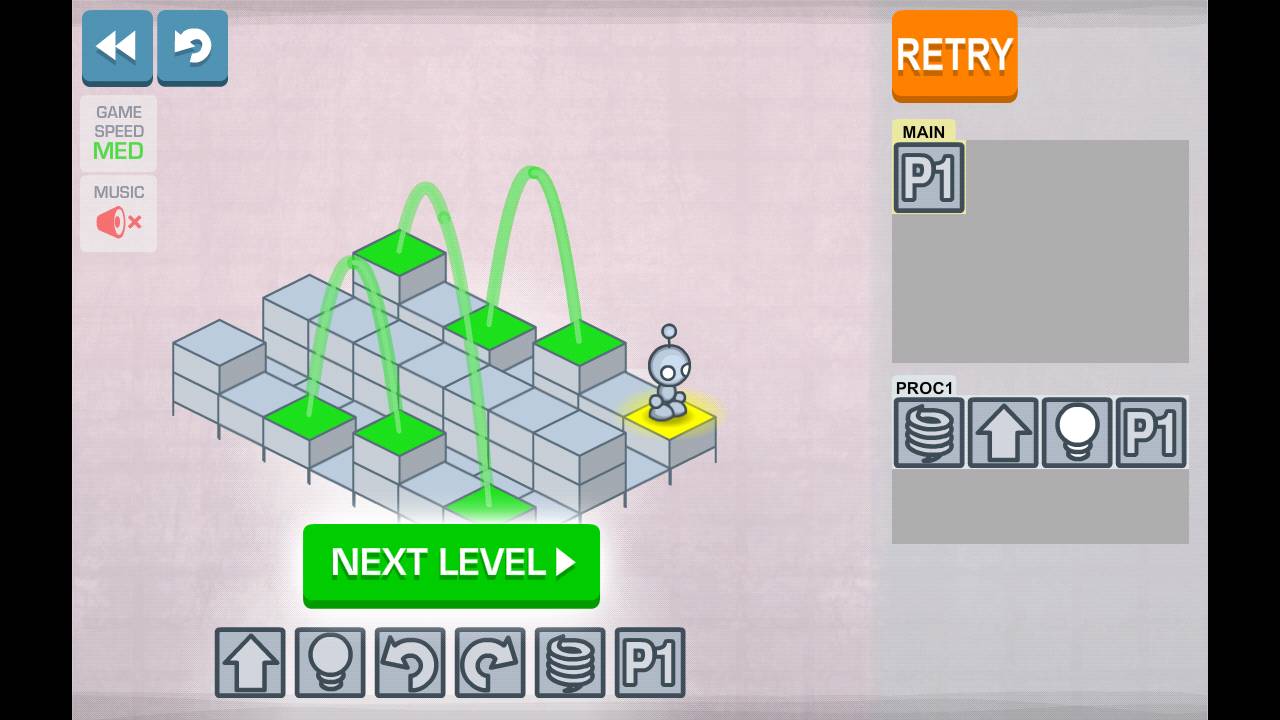 GAME
SPEED
MED
MUSIC
RETRY
MAIN
P1
PROC1
P1
NEXT LEVEL
P1